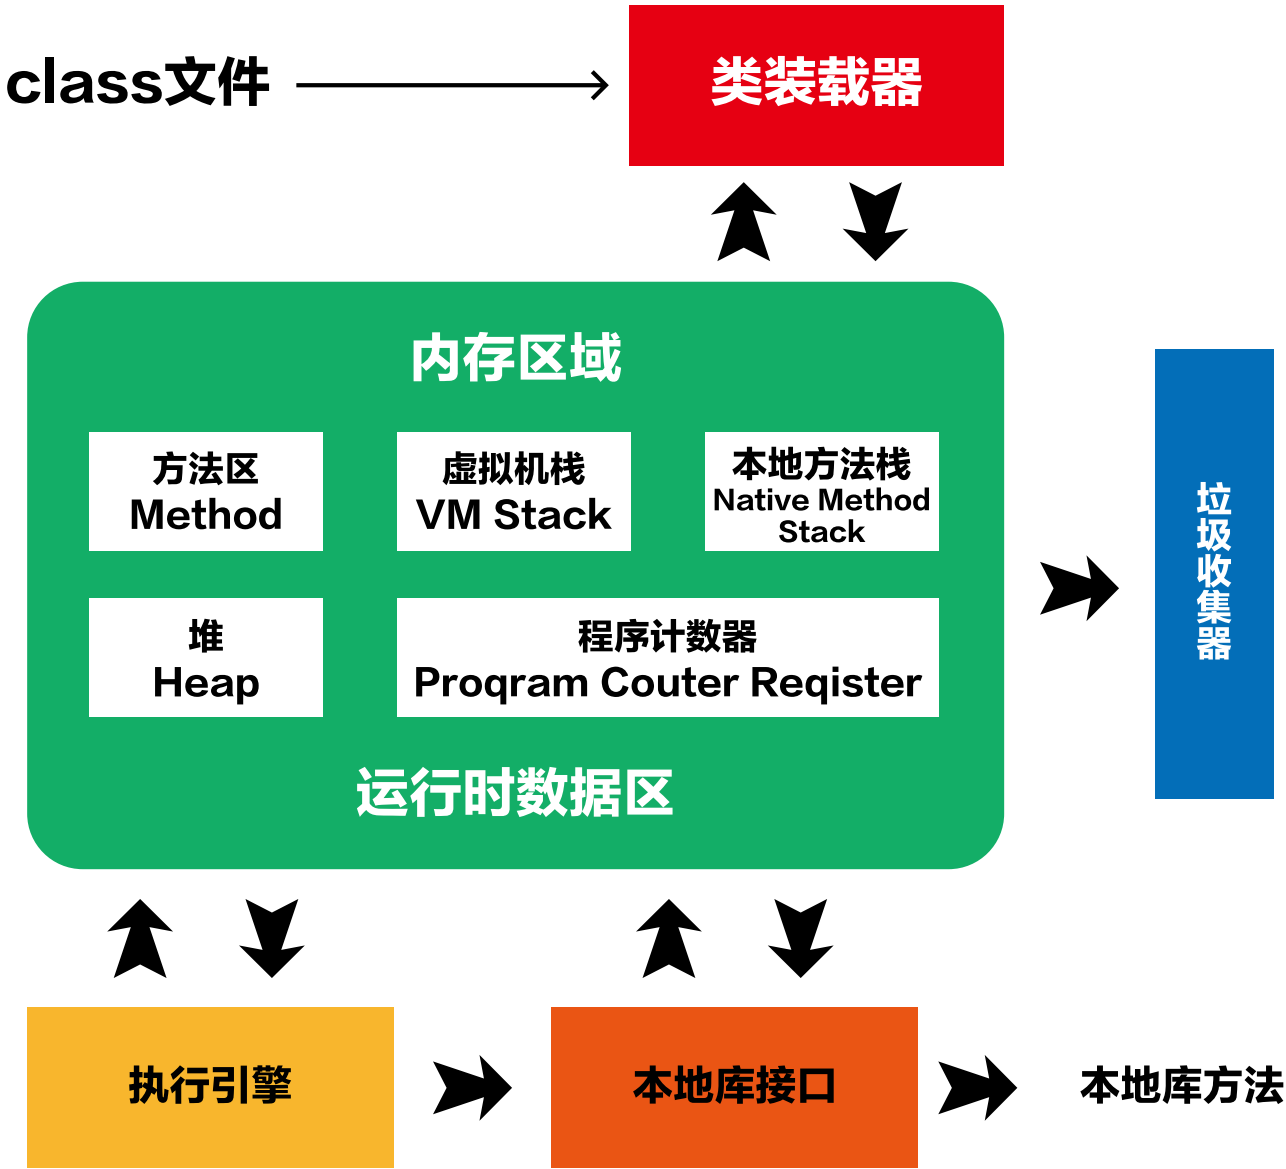 class文件
类装载器
内存区域
方法区
Method
虚拟机栈
VM Stack
本地方法栈
Native Method
Stack
堆
Heap
程序计数器
Proqram Couter Reqister
运行时数据区
垃圾收集器
执行引擎
本地库接口
本地库方法